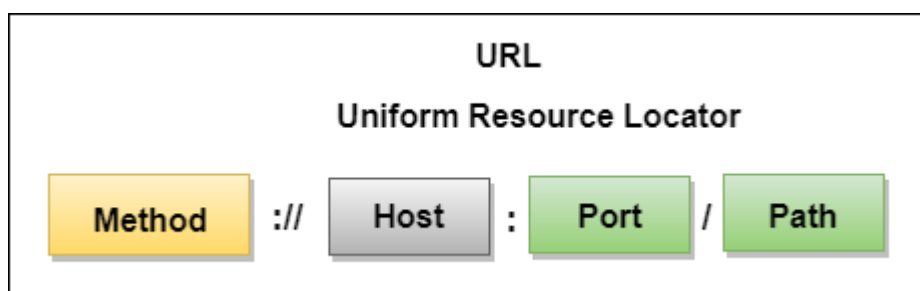 URL
Uniform Resource Locator
Method :// Host : Port / Path